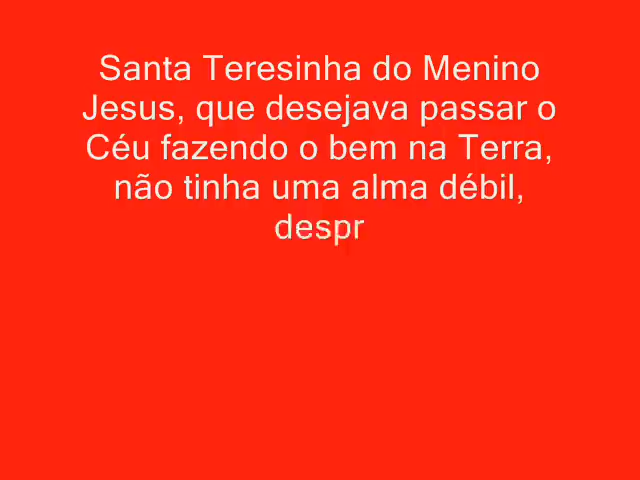 Santa Teresinha do Menino
Jesus, que desejava passar o
Céu fazendo o bem na Terra,
não tinha uma alma débil,
despr